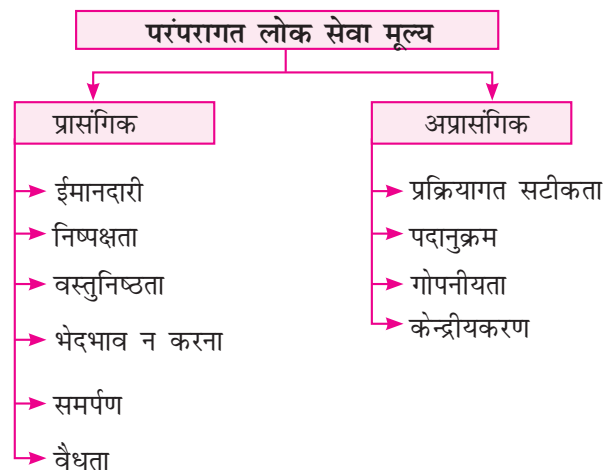 परंपरागत लोक सेवा मूल्य
प्रासंगिक
ईमानदारी
निष्पक्षता
वस्तुनिष्ठता
भेदभाव न करना
समर्पण
वैधता
अप्रासंगिक
प्रक्रियागत सटीकता
पदानुक्रम
गोपनीयता
केन्द्रीयकरण